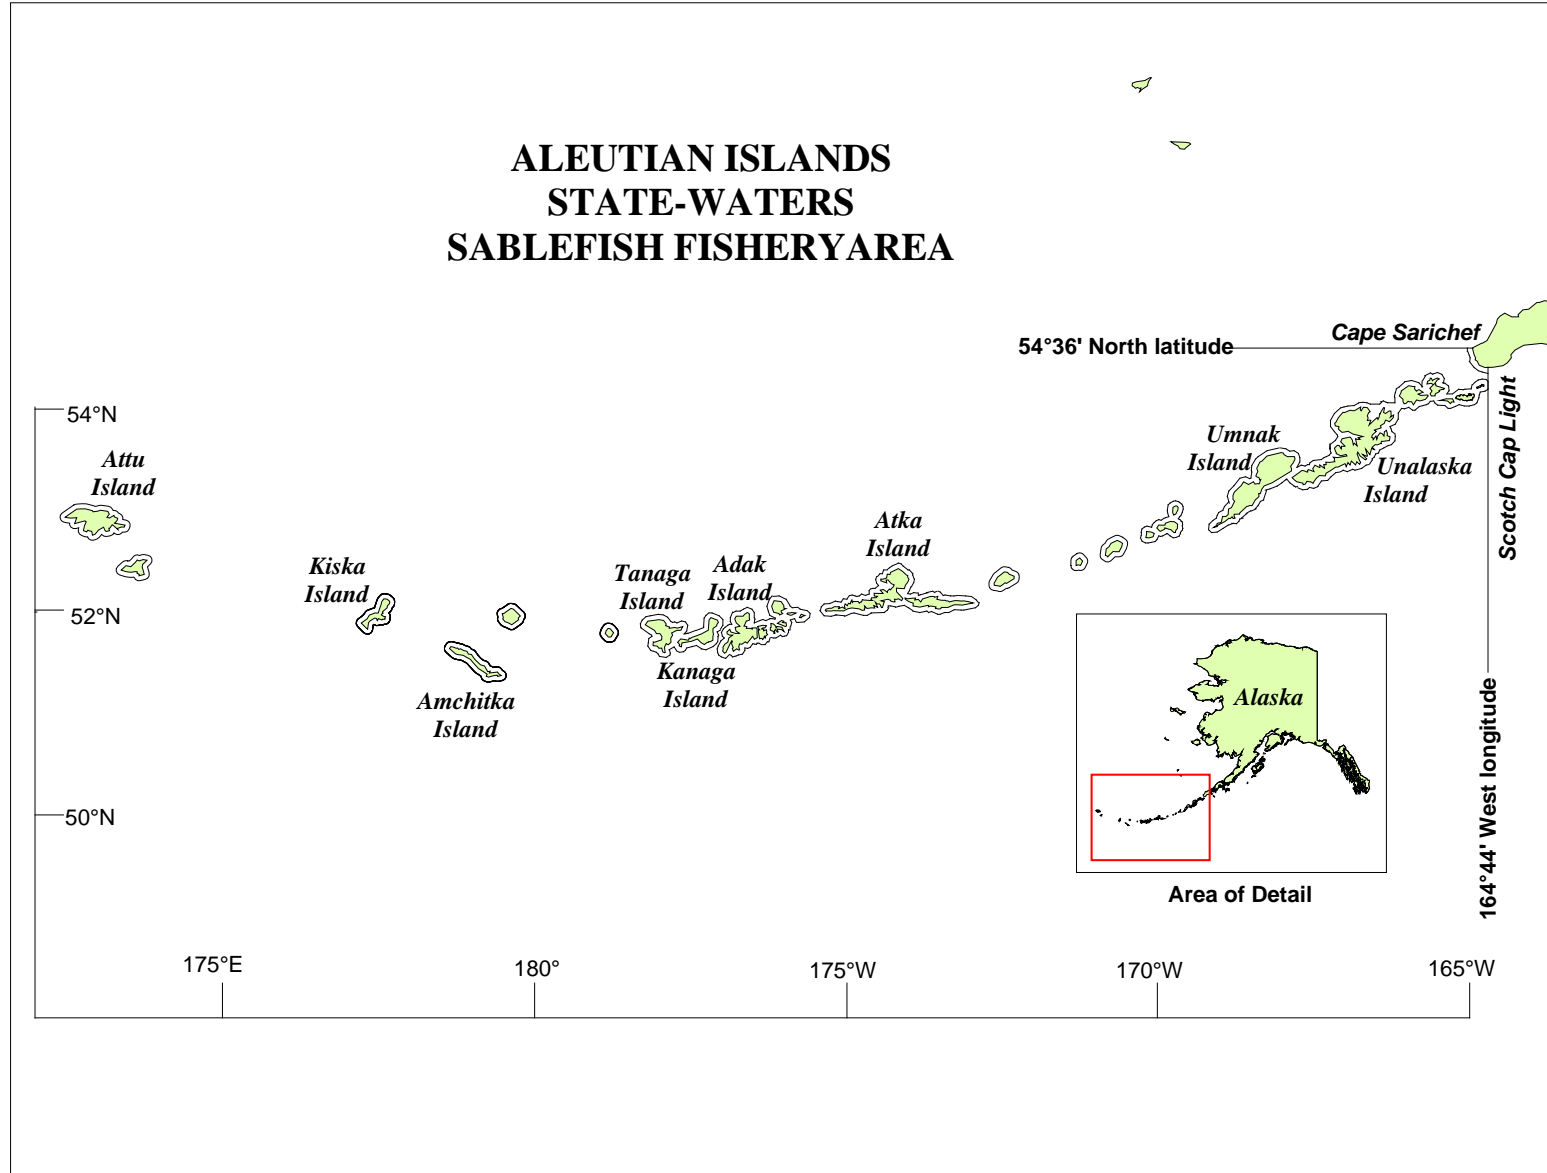 ALEUTIAN ISLANDS
STATE-WATERS
SABLEFISH FISHERYAREA
Cape Sarichef
54°36' North latitude
Scotch Cap Light
164°44' West longitude
54°N
52°N
50°N
Attu
Island
Kiska
Island
Amchitka
Island
Tanaga
Island
Adak
Island
Kanaga
Island
Atka
Island
Umnak
Island
Unalaska
Island
Alaska
Area of Detail
175°E
180°
175°W
170°W
165°W